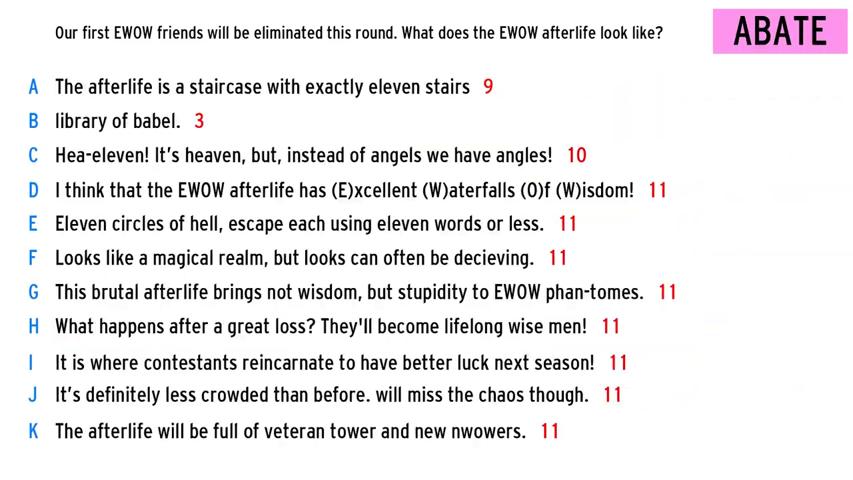 Our first EWOW friends will be eliminated this round. What does the EWOW afterlife look like?
ABATE
A The afterlife is a staircase with exactly eleven stairs 9
B library of babel. 3
C Hea-eleven! It's heaven, but, instead of angels we have angles! 10
D I think that the EWOW afterlife has (E)xcellent (W)aterfalls (O)f (W)isdom! 11
E Eleven circles of hell, escape each using eleven words or less. 11
F Looks like a magical realm, but looks can often be decieving. 11
G This brutal afterlife brings not wisdom, but stupidity to EWOW phan-tomes. 11
H What happens after a great loss? They'll become lifelong wise men! 11
I It is where contestants reincarnate to have better luck next season! 11
J It's definitely less crowded than before. will miss the chaos though. 11
K The afterlife will be full of veteran tower and new nwowers. 11